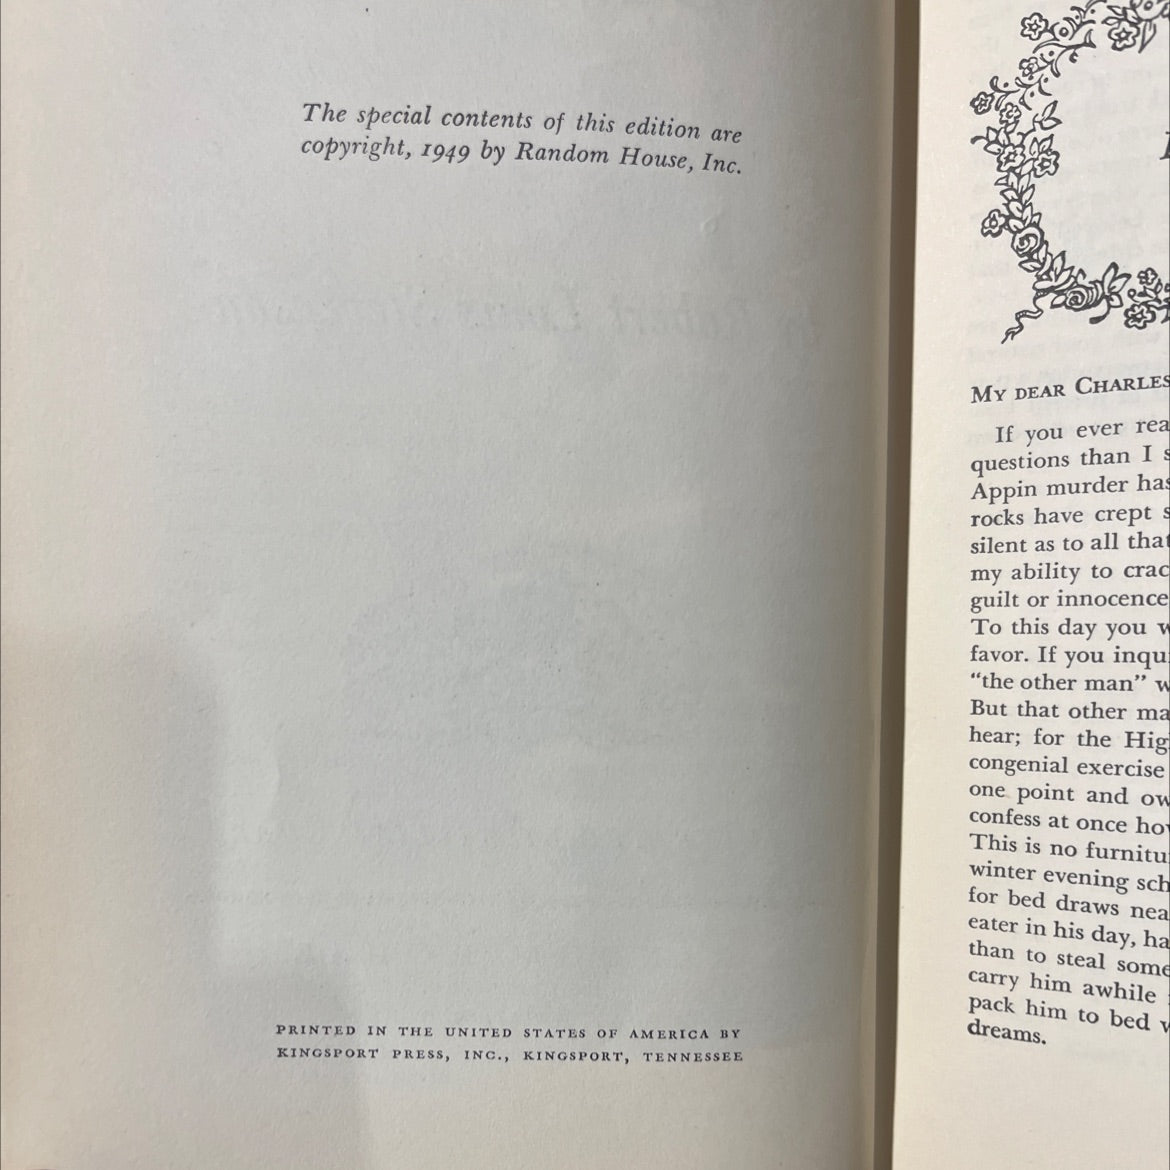 The special contents of this edition are
copyright, 1949 by Random House, Inc.
PRINTED IN THE UNITED STATES OF AMERICA BY
KINGSPORT PRESS, INC., KINGSPORT, TENNESSEE
MY DEAR CHARLES
If you ever rea
questions than I s
Appin murder has
rocks have crept s
silent as to all that
my ability to crac
guilt or innocence
To this day you w
favor. If you inqu
"the other man" w
But that other ma
hear; for the Hig
congenial exercise
one point and ow
confess at once how
This is no furnitu
winter evening sch
for bed draws nea
eater in his day, ha
than to steal some
carry him awhile
pack him to bed w
dreams.